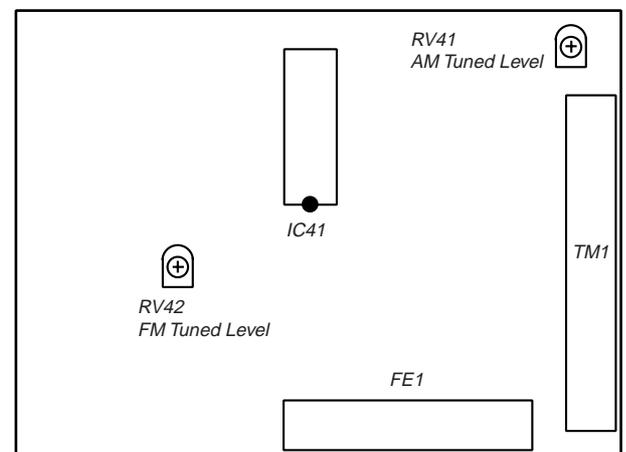 RV41
AM Tuned Level
IC41
TM1
RV42
FM Tuned Level
FE1